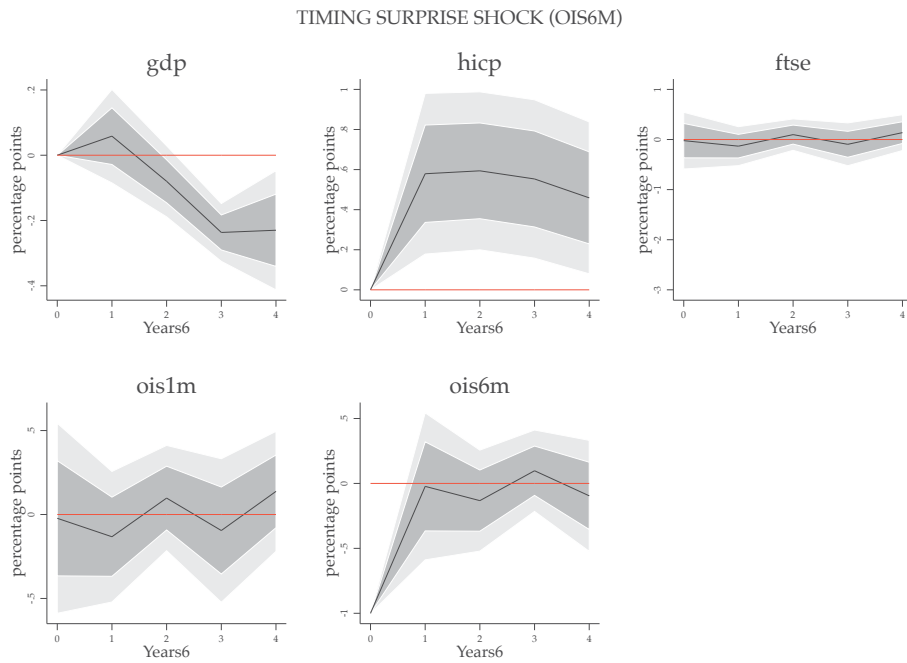 TIMING SURPRISE SHOCK (OIS6M)
gdp
percentage points
.2
0
-.2
-.4
0 1 2 3 4
Years6
hicp
percentage points
1
.8
.6
.4
.2
0
0 1 2 3 4
Years6
ftse
percentage points
1
0
-1
-2
-3
0 1 2 3 4
Years6
ois1m
percentage points
.5
0
-.5
0 1 2 3 4
Years6
ois6m
percentage points
.5
0
-.5
-1
0 1 2 3 4
Years6